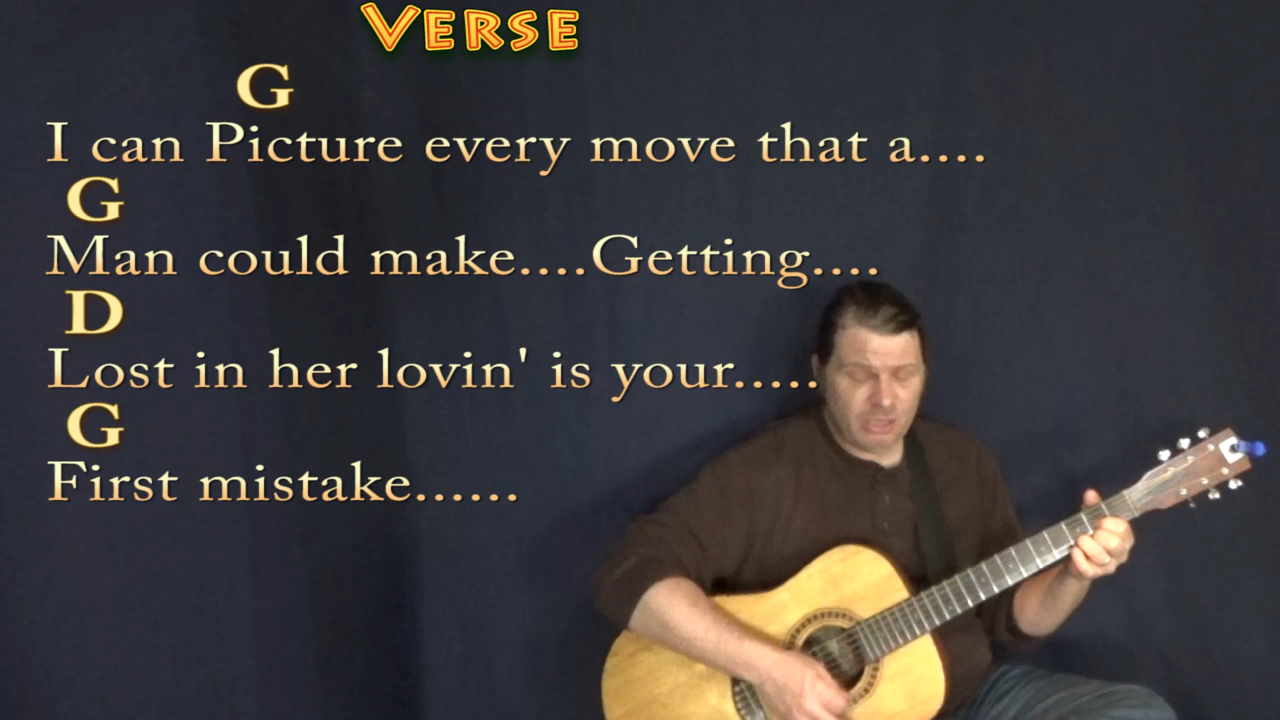 VERSE
G
I can Picture every move that a....
G
Man could make....Getting....
D
Lost in her lovin' is your.....
G
First mistake......